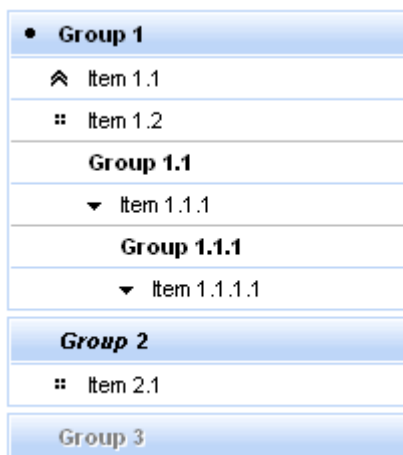 Group 1
Item 1.1
Item 1.2
Group 1.1
Item 1.1.1
Group 1.1.1
Item 1.1.1.1
Group 2
Item 2.1
Group 3